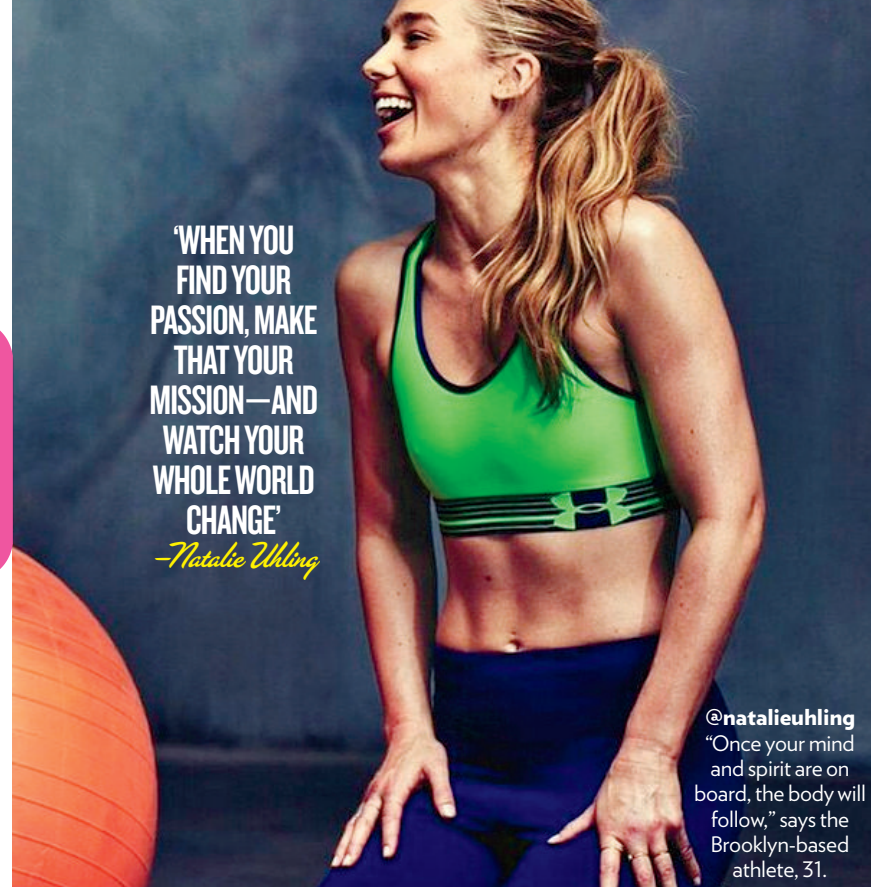 ‘WHEN YOU
FIND YOUR
PASSION, MAKE
THAT YOUR
MISSION—AND
WATCH YOUR
WHOLE WORLD
CHANGE’
–Natalie Uhling
@natalieuhling
“Once your mind
and spirit are on
board, the body will
follow,” says the
Brooklyn-based
athlete, 31.